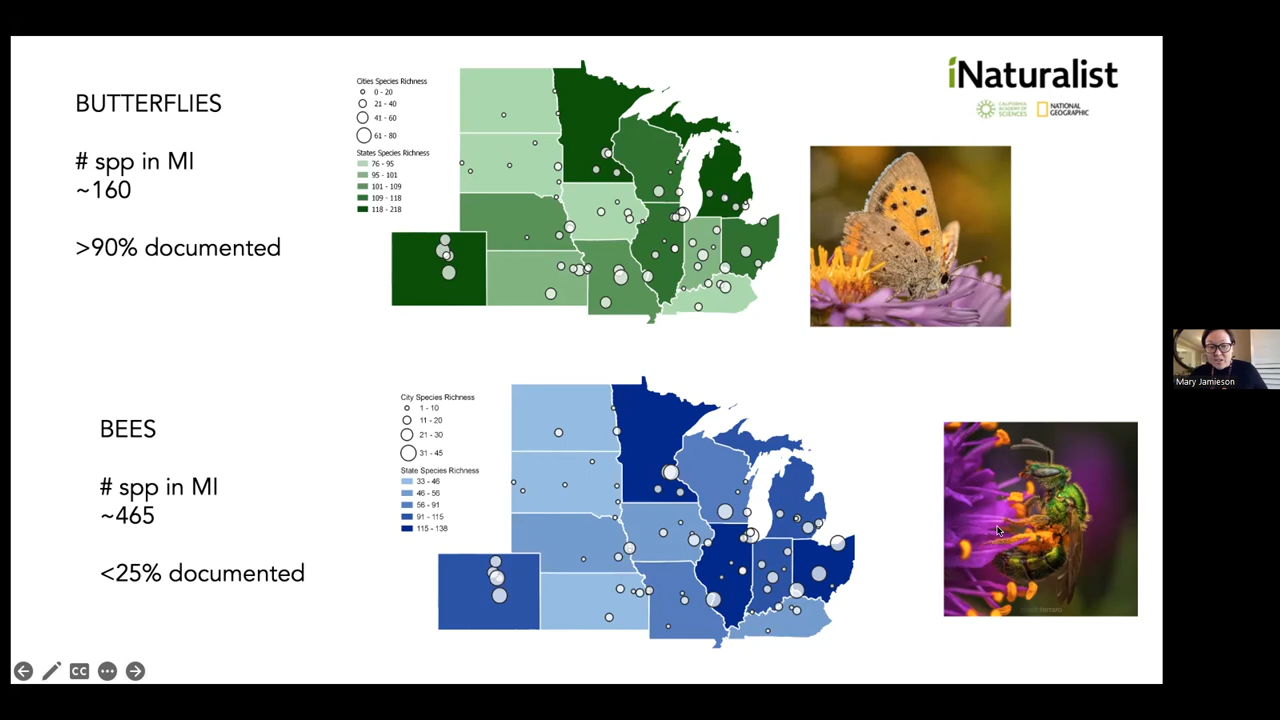 BUTTERFLIES
# spp in MI
~160
>90% documented
Cities Species Richness
0 - 20
21 - 40
41 - 60
61 - 80
States Species Richness
76 - 95
95 - 101
101 - 109
109 - 118
118 - 218
iNaturalist
CALIFORNIA
ACADEMY OF
SCIENCES
NATIONAL
GEOGRAPHIC
Mary Jamieson
BEES
# spp in MI
~465
<25% documented
City Species Richness
1 - 10
11 - 20
21 - 30
31 - 45
State Species Richness
33 - 46
46 - 56
56 - 91
91 - 115
115 - 138
CC